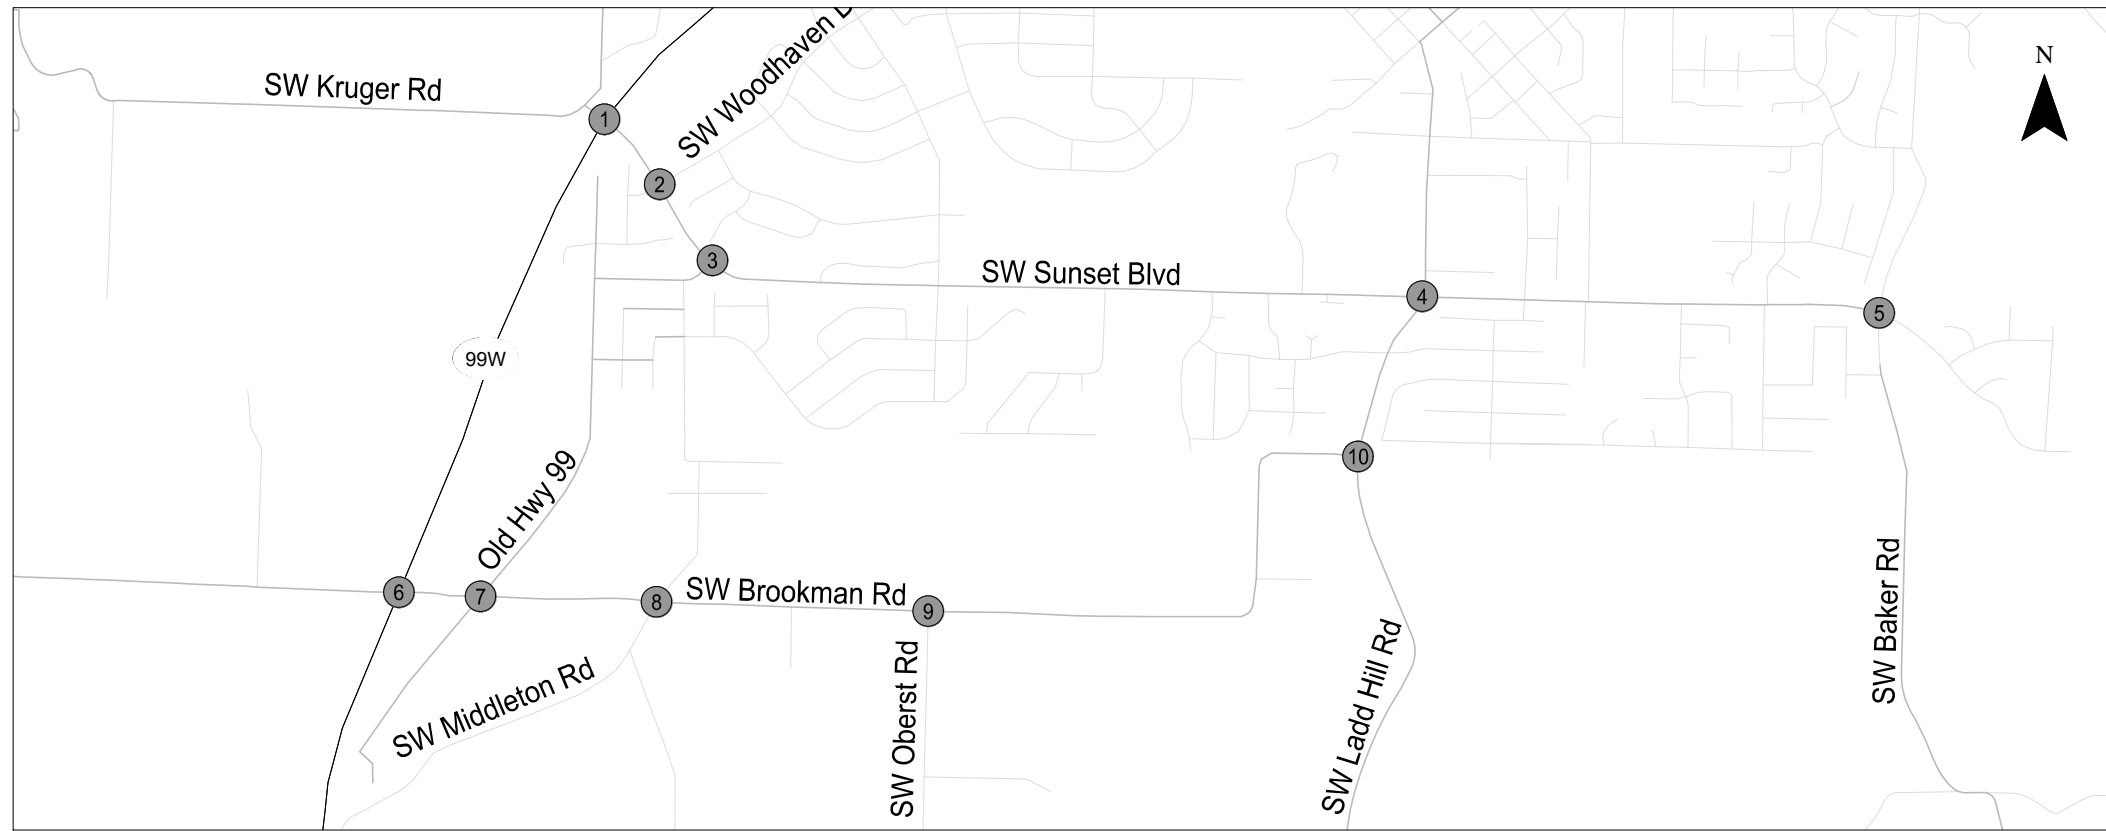 SW Kruger Rd
SW Woodhaven D
N
1
2
3
SW Sunset Blvd
4
5
99W
Old Hwy 99
10
6
7
8
SW Brookman Rd
9
SW Middleton Rd
SW Oberst Rd
SW Ladd Hill Rd
SW Baker Rd